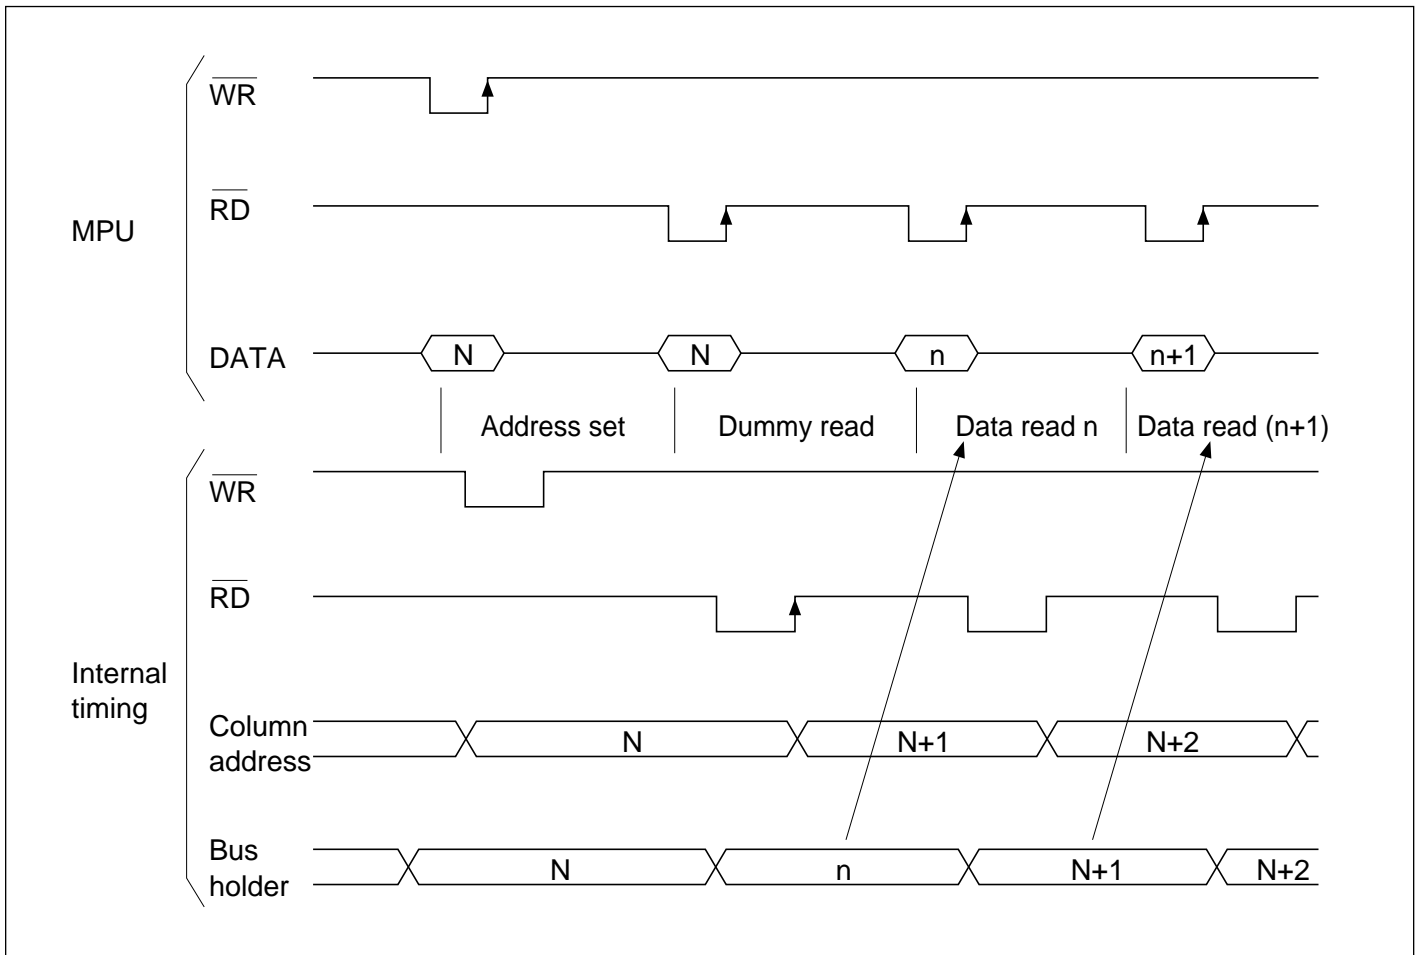 WR
RD
MPU
DATA
N
N
n
n+1
Address set
Dummy read
Data read n
Data read (n+1)
WR
RD
Internal
timing
Column
address
N
N+1
N+2
Bus
holder
N
n
N+1
N+2